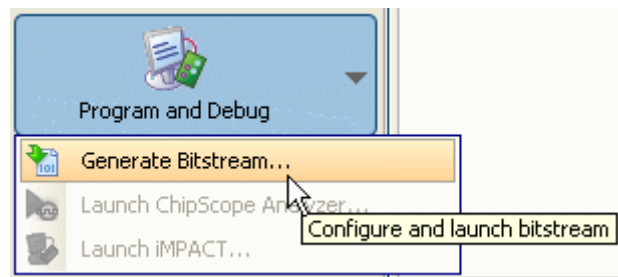 Program and Debug
Generate Bitstream...
Launch ChipScope Analyzer...
Configure and launch bitstream
Launch iMPACT...